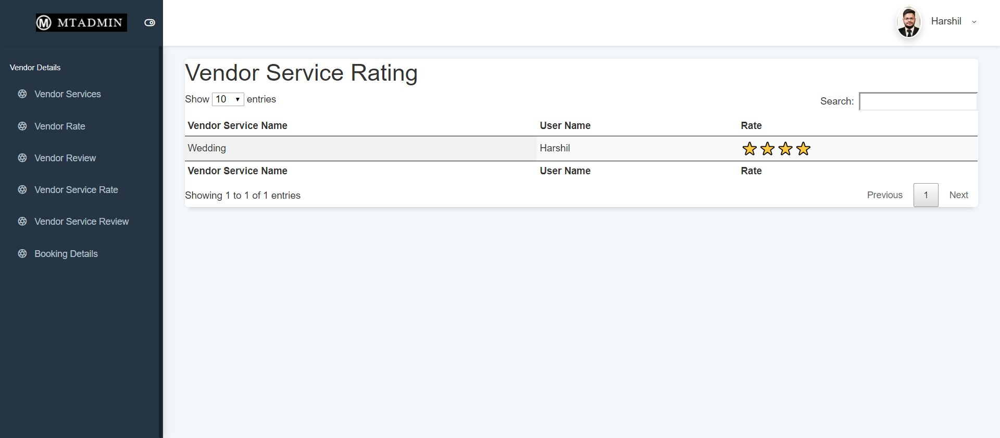 MTADMIN
Harshil
Vendor Details
Vendor Services
Vendor Rate
Vendor Review
Vendor Service Rate
Vendor Service Review
Booking Details
Vendor Service Rating
Show 10 entries
Search:
Vendor Service Name User Name Rate
Wedding Harshil
Vendor Service Name User Name Rate
Showing 1 to 1 of 1 entries
Previous 1 Next